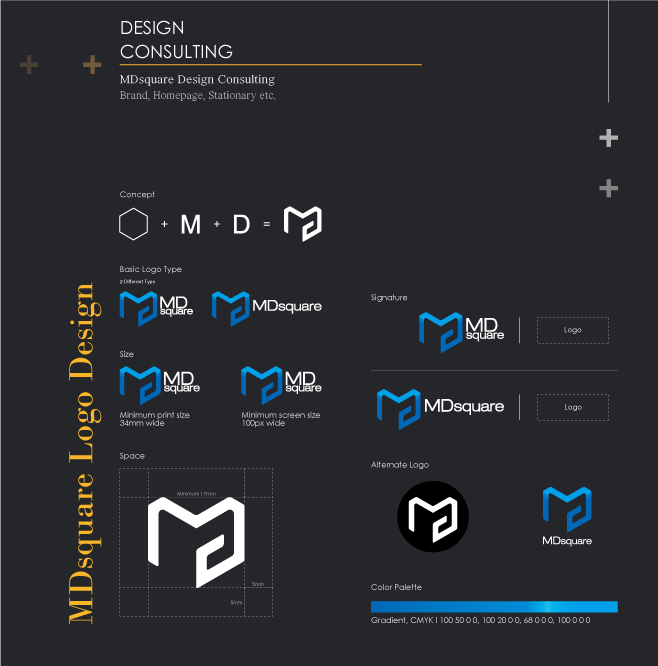 DESIGN
CONSULTING
MDsquare Design Consulting
Brand, Homepage, Stationary etc.
MDsquare Logo Design
Concept
+ M + D =
Basic Logo Type
2 Different Type
MD
square
MDsquare
Size
MD
square
MD
square
Minimum print size
34mm wide
Minimum screen size
100px wide
Space
Minimum 17mm
5mm
5mm
Signature
MD
square
Logo
MDsquare
Logo
Alternate Logo
MDsquare
Color Palette
Gradient, CMYK I 100 50 0 0, 100 20 0 0, 68 0 0 0, 100 0 0 0